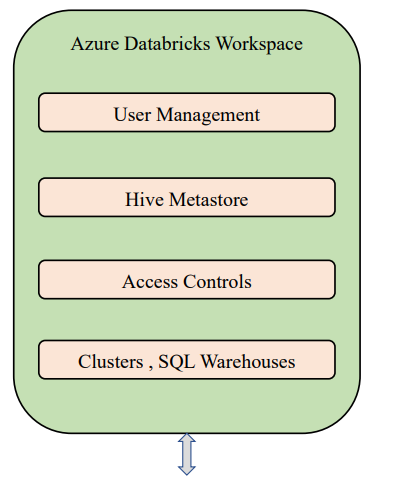 Azure Databricks Workspace
User Management
Hive Metastore
Access Controls
Clusters , SQL Warehouses